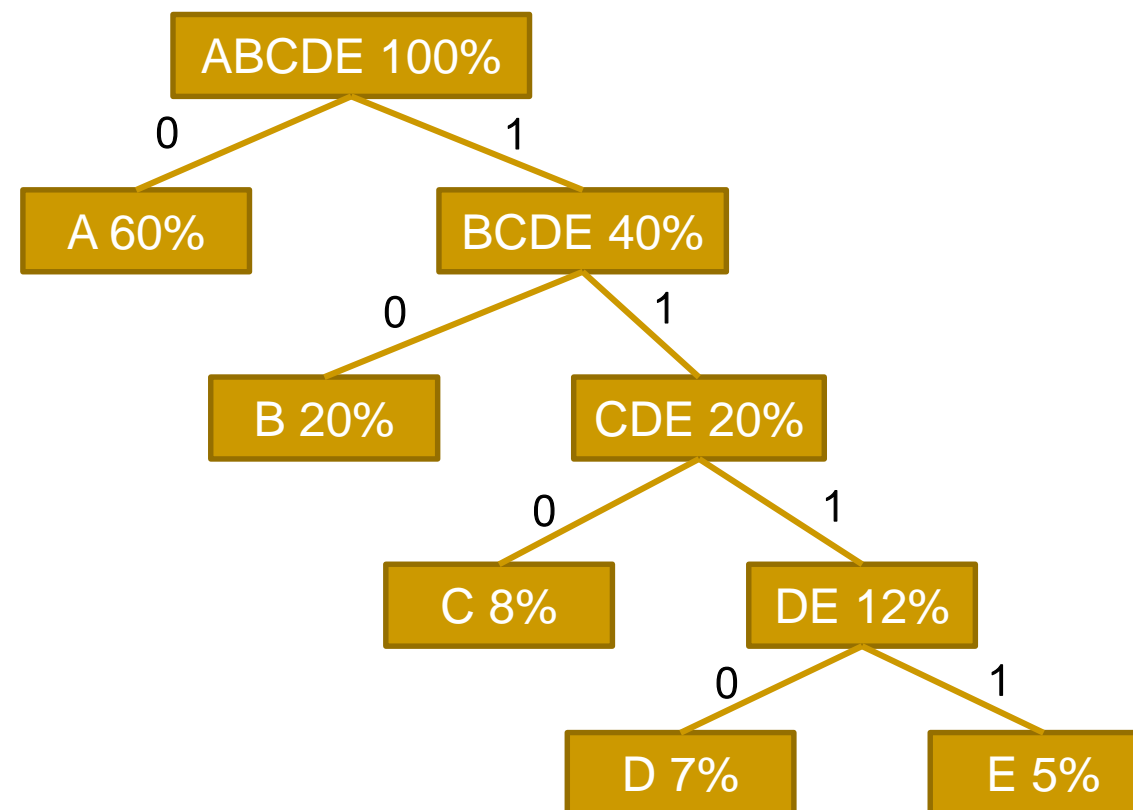 ABCDE 100%
0
1
A 60%
BCDE 40%
0
1
B 20%
CDE 20%
0
1
C 8%
DE 12%
0
1
D 7%
E 5%